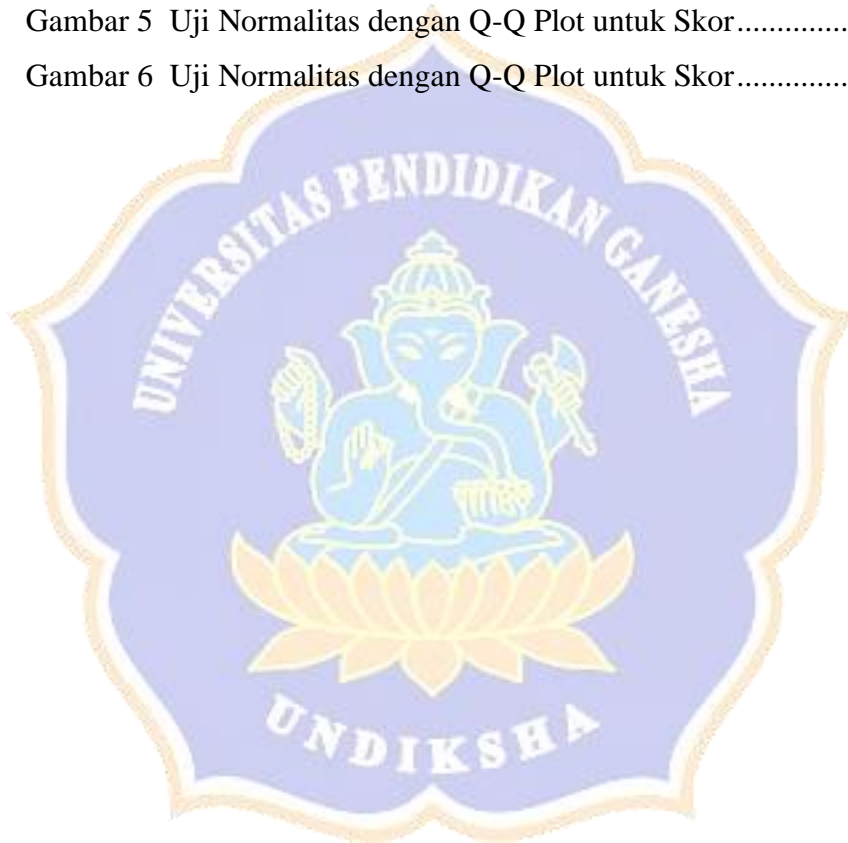 Gambar 5 Uji Normalitas dengan Q-Q Plot untuk Skor..............
Gambar 6 Uji Normalitas dengan Q-Q Plot untuk Skor..............
UNIVERSITAS PENDIDIKAN GANESHA
UNDIKSHA